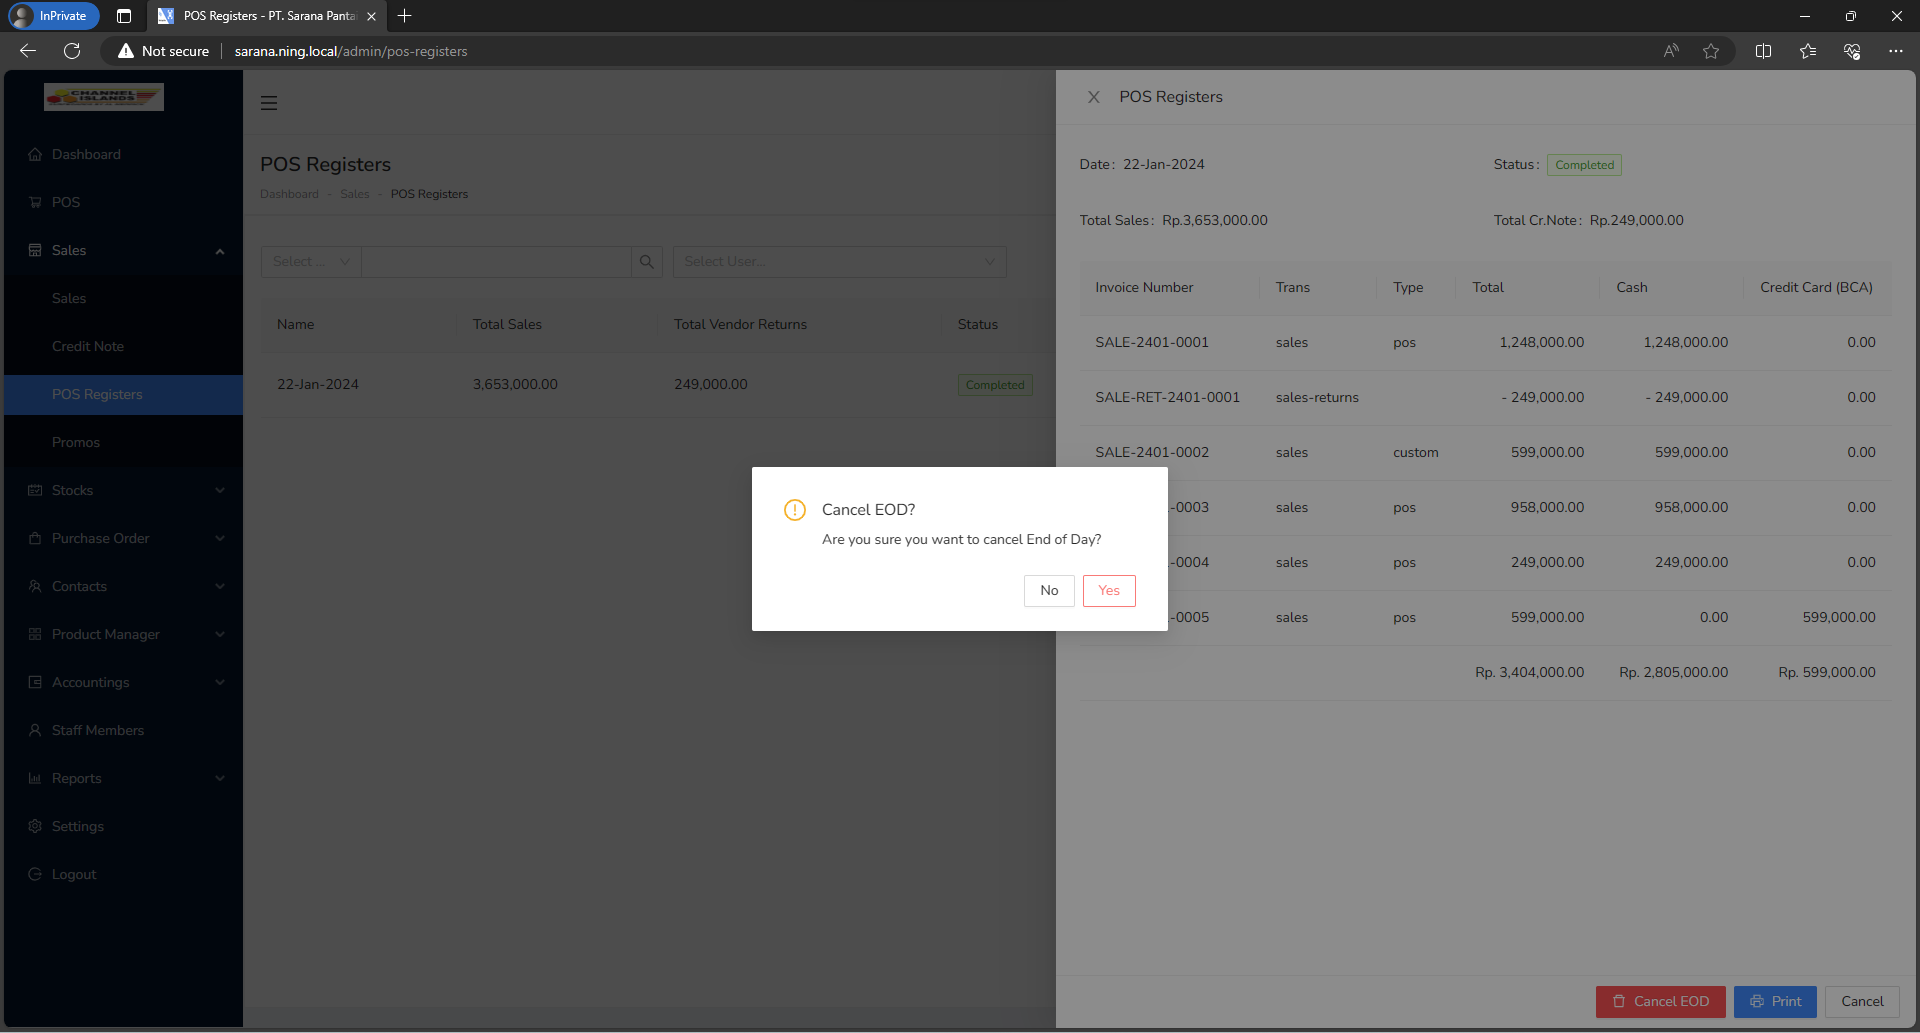 InPrivate
POS Registers - PT. Sarana Pantai
Not secure
sarana.ning.local/admin/pos-registers
CHANNEL
ISLANDS
Dashboard
POS
Sales
Sales
Credit Note
POS Registers
Promos
Stocks
Purchase Order
Contacts
Product Manager
Accountings
Staff Members
Reports
Settings
Logout
POS Registers
Dashboard - Sales - POS Registers
Select ...
Select User...
Name Total Sales Total Vendor Returns Status
22-Jan-2024 3,653,000.00 249,000.00 Completed
POS Registers
Date: 22-Jan-2024 Status: Completed
Total Sales: Rp.3,653,000.00 Total Cr.Note: Rp.249,000.00
Invoice Number Trans Type Total Cash Credit Card (BCA)
SALE-2401-0001 sales pos 1,248,000.00 1,248,000.00 0.00
SALE-RET-2401-0001 sales-returns - 249,000.00 - 249,000.00 0.00
SALE-2401-0002 sales custom 599,000.00 599,000.00 0.00
-0003 sales pos 958,000.00 958,000.00 0.00
-0004 sales pos 249,000.00 249,000.00 0.00
-0005 sales pos 599,000.00 0.00 599,000.00
Rp. 3,404,000.00 Rp. 2,805,000.00 Rp. 599,000.00
Cancel EOD?
Are you sure you want to cancel End of Day?
No Yes
Cancel EOD Print Cancel